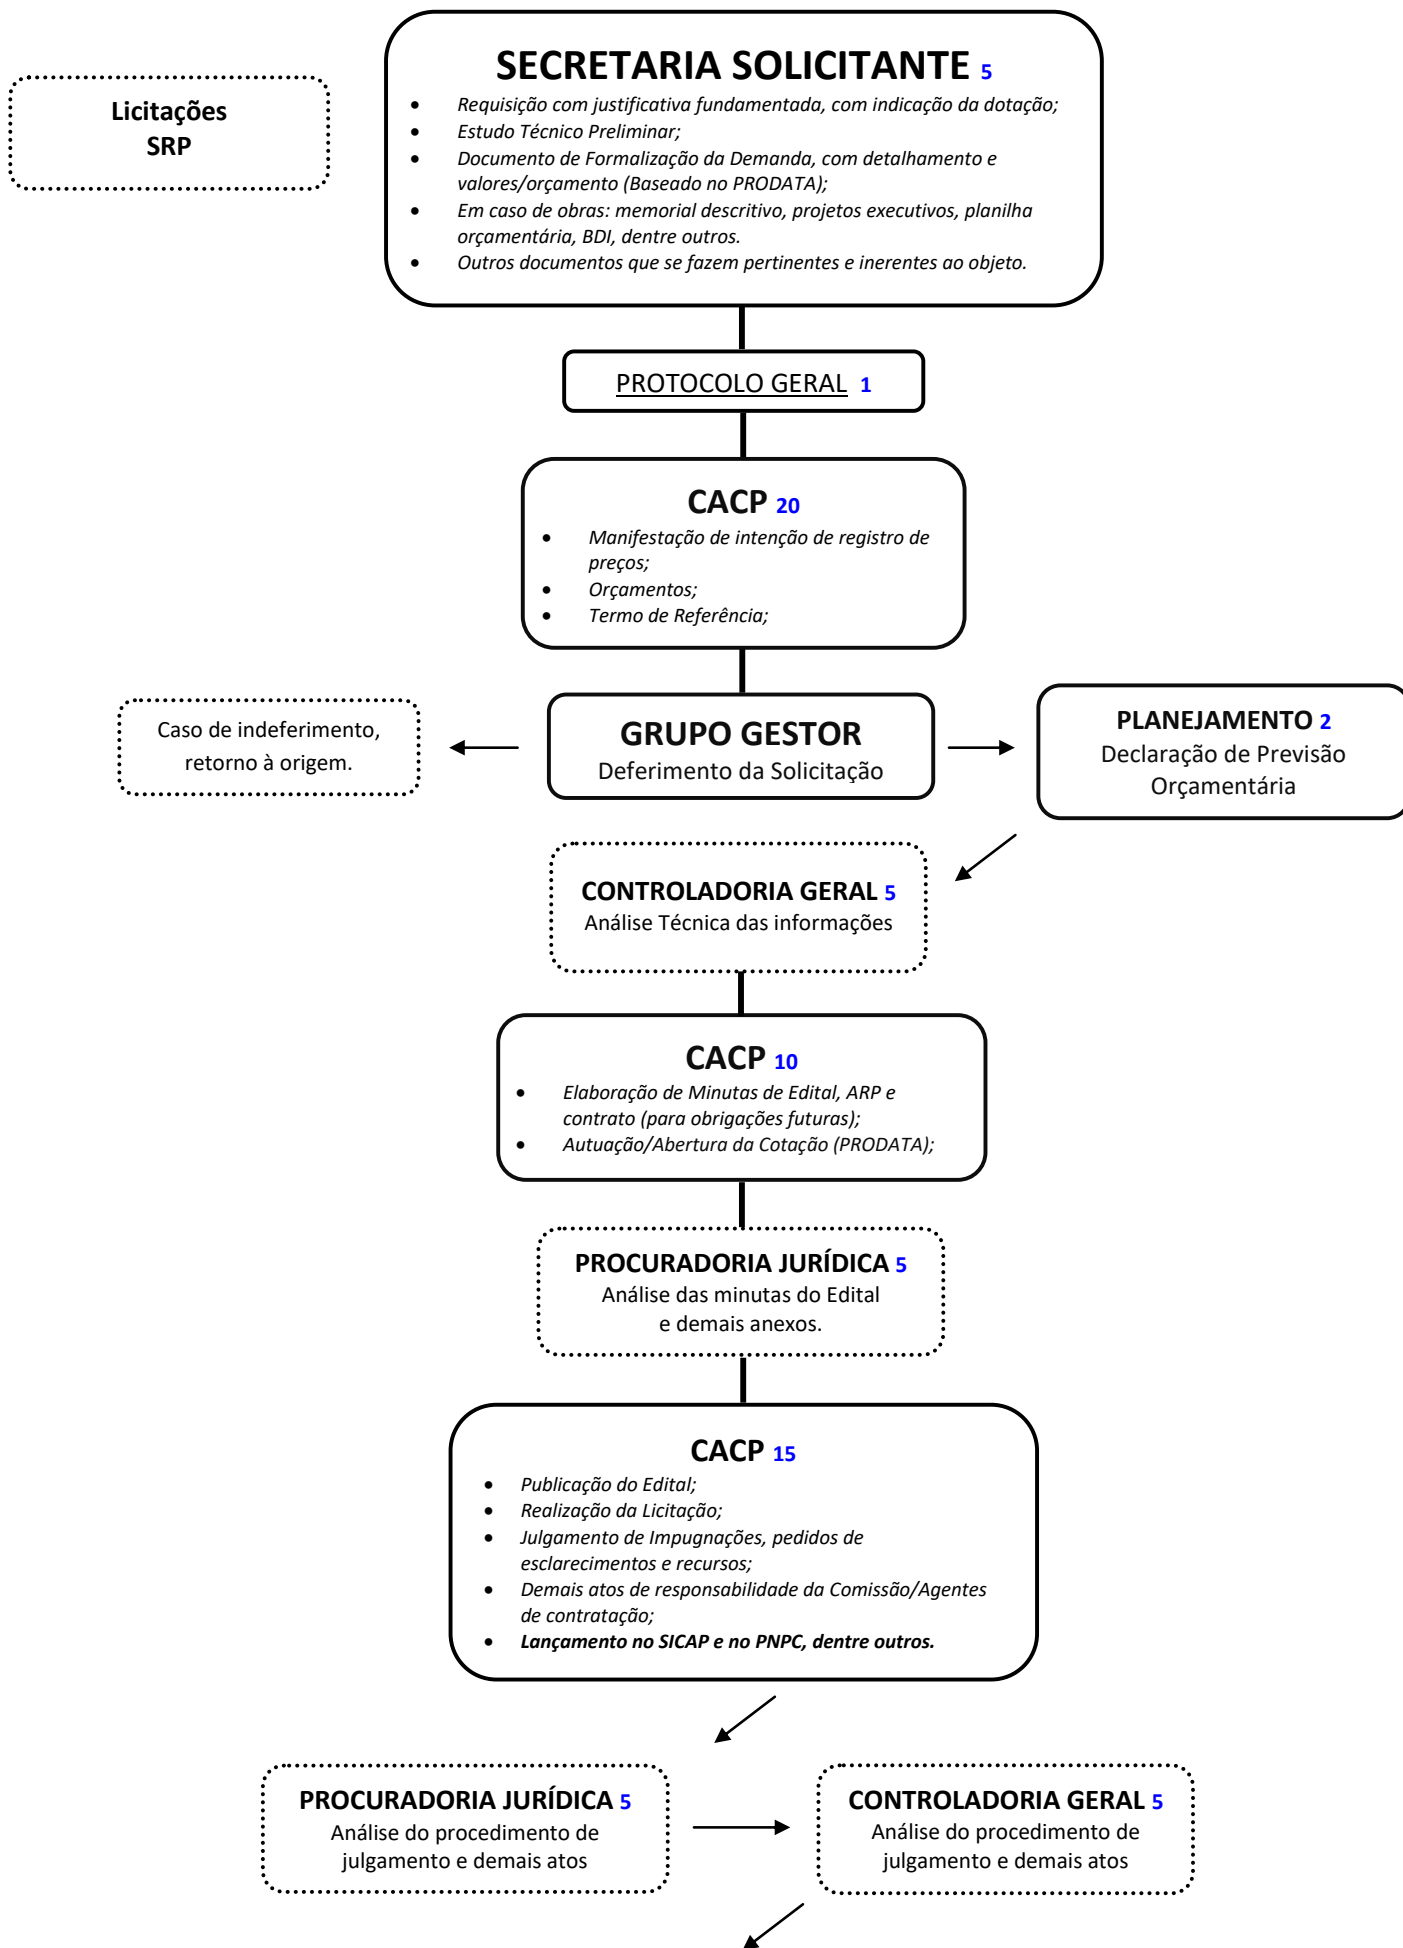 Licitações
SRP
SECRETARIA SOLICITANTE 5
• Requisição com justificativa fundamentada, com indicação da dotação;
• Estudo Técnico Preliminar;
• Documento de Formalização da Demanda, com detalhamento e
valores/orçamento (Baseado no PRODATA);
• Em caso de obras: memorial descritivo, projetos executivos, planilha
orçamentária, BDI, dentre outros.
• Outros documentos que se fazem pertinentes e inerentes ao objeto.
PROTOCOLO GERAL 1
CACP 20
• Manifestação de intenção de registro de
preços;
• Orçamentos;
• Termo de Referência;
Caso de indeferimento,
retorno à origem.
GRUPO GESTOR
Deferimento da Solicitação
PLANEJAMENTO 2
Declaração de Previsão
Orçamentária
CONTROLADORIA GERAL 5
Análise Técnica das informações
CACP 10
• Elaboração de Minutas de Edital, ARP e
contrato (para obrigações futuras);
• Autuação/Abertura da Cotação (PRODATA);
PROCURADORIA JURÍDICA 5
Análise das minutas do Edital
e demais anexos.
CACP 15
• Publicação do Edital;
• Realização da Licitação;
• Julgamento de Impugnações, pedidos de
esclarecimentos e recursos;
• Demais atos de responsabilidade da Comissão/Agentes
de contratação;
• Lançamento no SICAP e no PNPC, dentre outros.
PROCURADORIA JURÍDICA 5
Análise do procedimento de
julgamento e demais atos
CONTROLADORIA GERAL 5
Análise do procedimento de
julgamento e demais atos